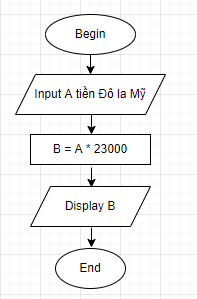 Begin
Input A tiền Đô la Mỹ
B = A * 23000
Display B
End